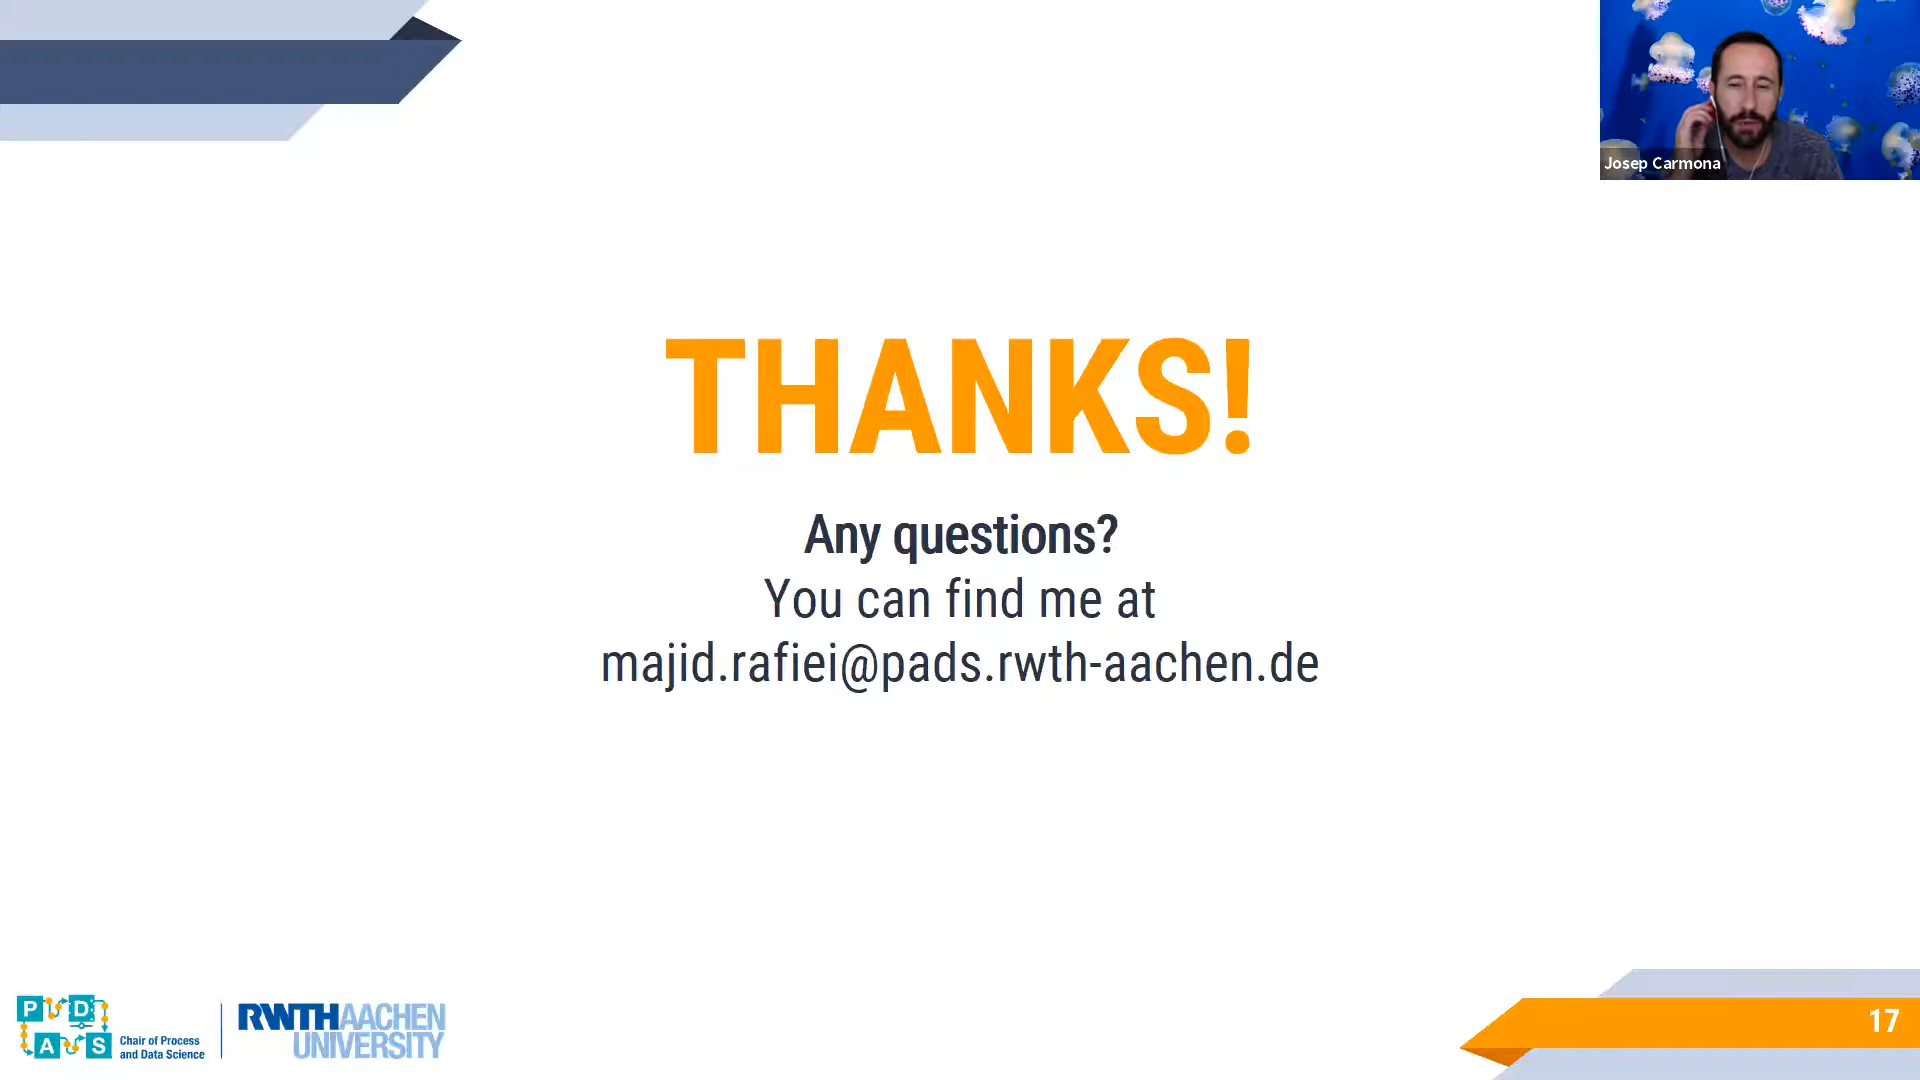 Josep Carmona
THANKS!
Any questions?
You can find me at
majid.rafiei@pads.rwth-aachen.de
P D
A S
Chair of Process
and Data Science
RWTHAACHEN
UNIVERSITY
17